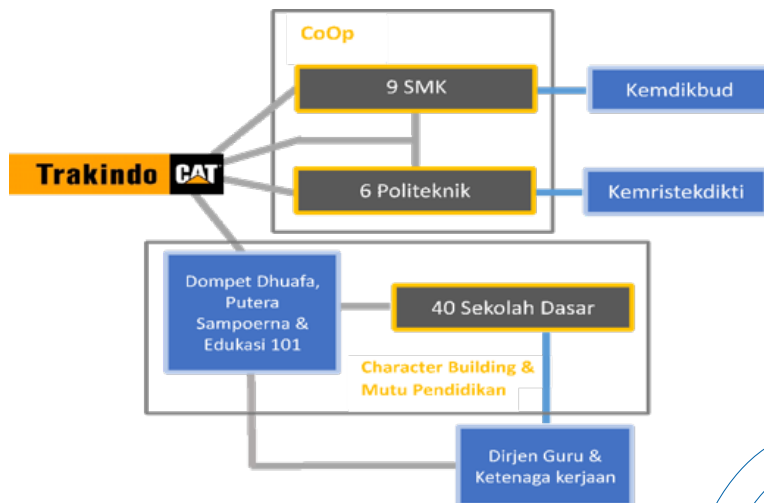 CoOp
9 SMK
Kemdikbud
Trakindo CAT
6 Politeknik
Kemristekdikti
Dompet Dhuafa,
Putera
Sampoerna &
Edukasi 101
40 Sekolah Dasar
Character Building &
Mutu Pendidikan
Dirjen Guru &
Ketenaga kerjaan